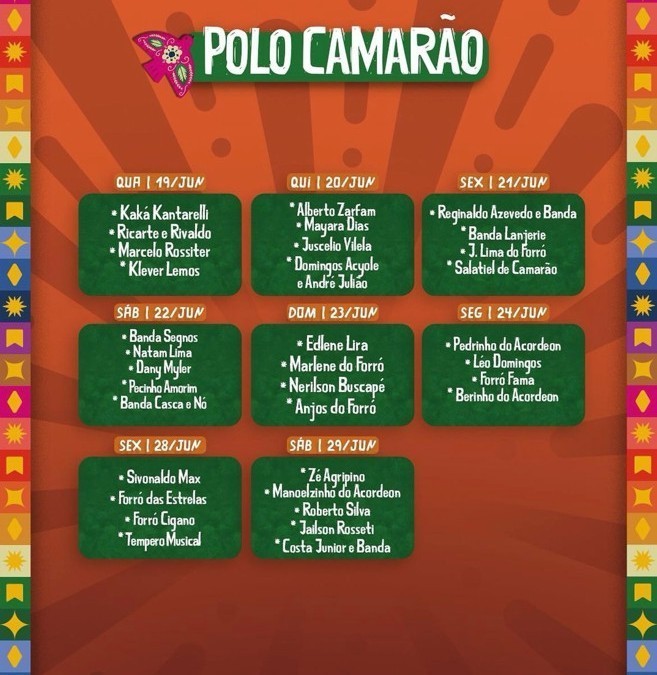 POLO CAMARÃO
QUA | 19/JUN
* Kaká Kantarelli
* Ricarte e Rivaldo
* Marcelo Rossiter
* Klever Lemos
QUI | 20/JUN
* Alberto Zarfam
* Mayara Dias
* Juscelio Vilela
* Domingos Acyole
e André Julião
SEX | 21/JUN
* Reginaldo Azevedo e Banda
* Banda Lanjerie
* J. Lima do Forró
* Salatiel de Camarão
SÁB | 22/JUN
* Banda Segnos
* Natam Lima
* Dany Myler
* Pecinho Amorim
* Banda Casca e Nó
DOM | 23/JUN
* Edlene Lira
* Marlene do Forró
* Nerilson Buscapé
* Anjos do Forró
SEG | 24/JUN
* Pedrinho do Acordeon
* Léo Domingos
* Forró Fama
* Berinho do Acordeon
SEX | 28/JUN
* Sivonaldo Max
* Forró das Estrelas
* Forró Cigano
* Tempero Musical
SÁB | 29/JUN
* Zé Agripino
* Manoelzinho do Acordeon
* Roberto Silva
* Jailson Rosseti
* Costa Junior e Banda